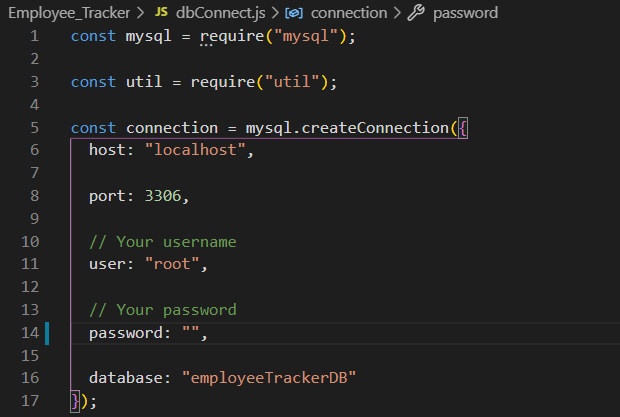 Employee_Tracker > JS dbConnect.js > connection > password
1 const mysql = require("mysql");
2
3 const util = require("util");
4
5 const connection = mysql.createConnection({
6   host: "localhost",
7
8   port: 3306,
9
10   // Your username
11   user: "root",
12
13   // Your password
14   password: "",
15
16   database: "employeeTrackerDB"
17 });